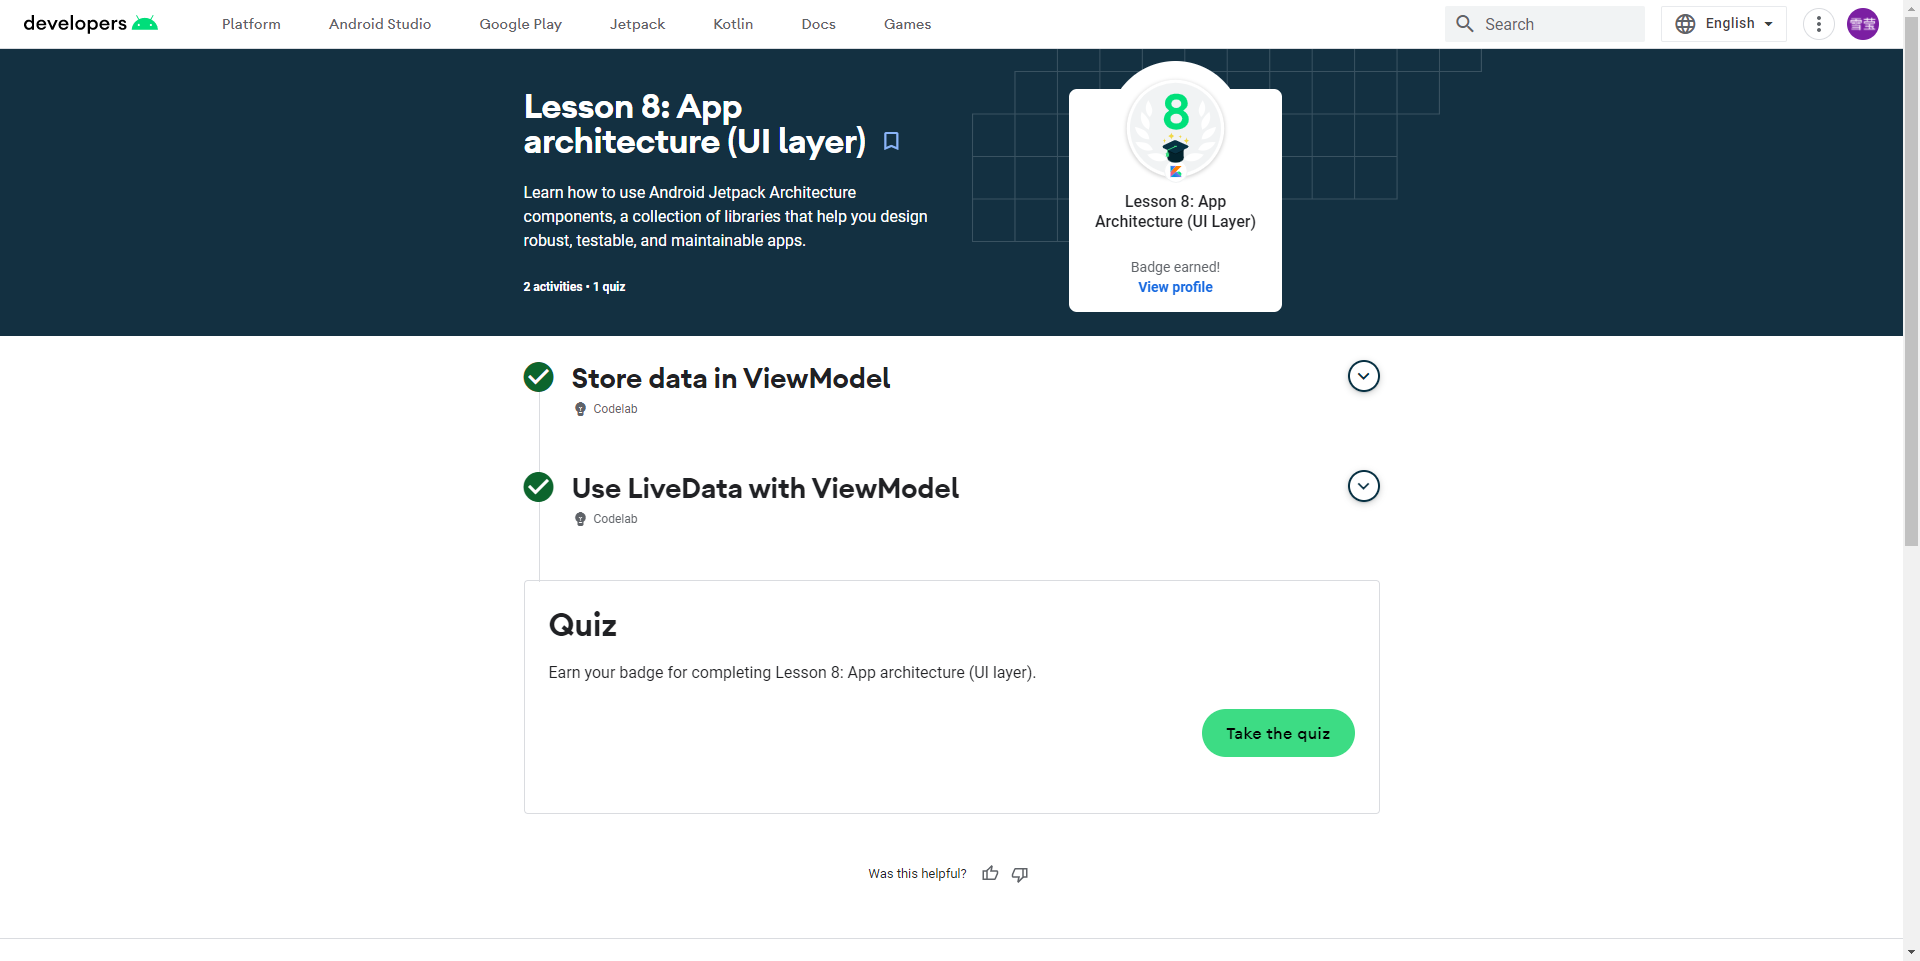 developers
Platform
Android Studio
Google Play
Jetpack
Kotlin
Docs
Games
Search
English
雪莹
Lesson 8: App
architecture (UI layer)
Learn how to use Android Jetpack Architecture
components, a collection of libraries that help you design
robust, testable, and maintainable apps.
2 activities • 1 quiz
8
Lesson 8: App
Architecture (UI Layer)
Badge earned!
View profile
Store data in ViewModel
Codelab
Use LiveData with ViewModel
Codelab
Quiz
Earn your badge for completing Lesson 8: App architecture (UI layer).
Take the quiz
Was this helpful?